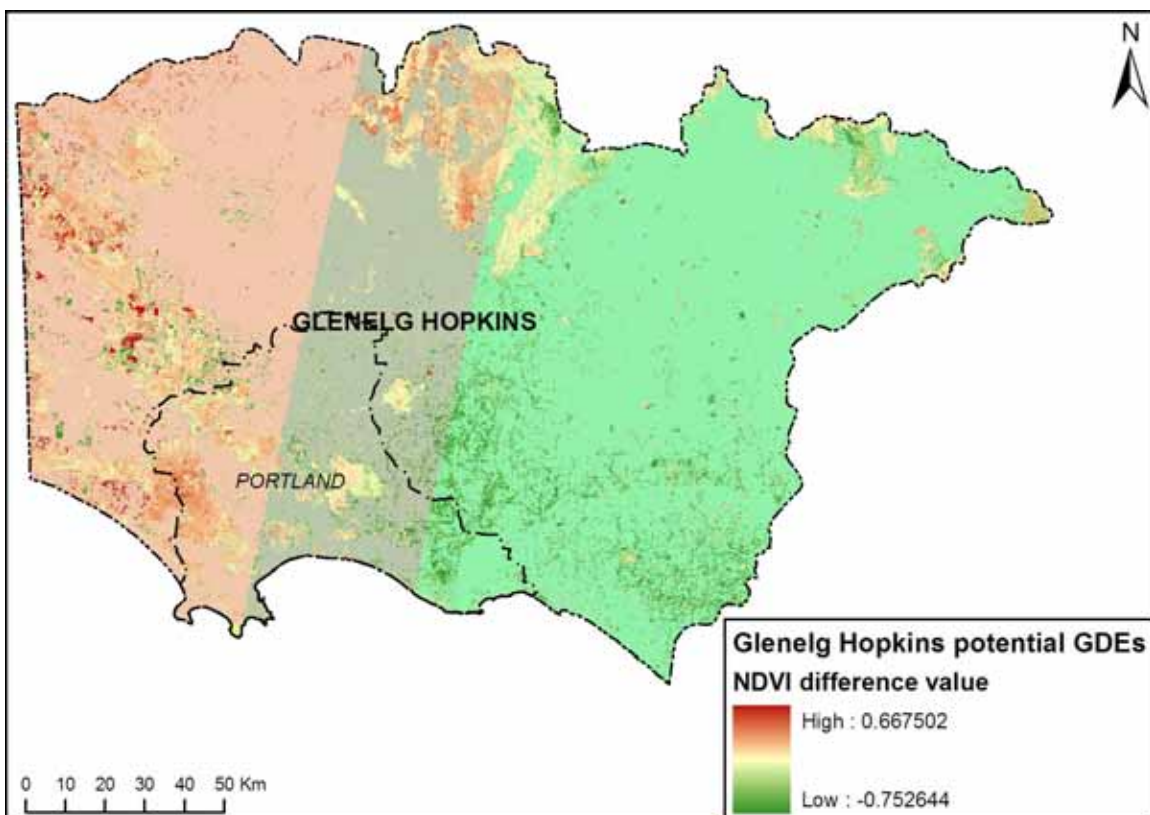 N
GLENELG HOPKINS
PORTLAND
Glenelg Hopkins potential GDEs
NDVI difference value
High : 0.667502
Low : -0.752644
0 10 20 30 40 50 Km